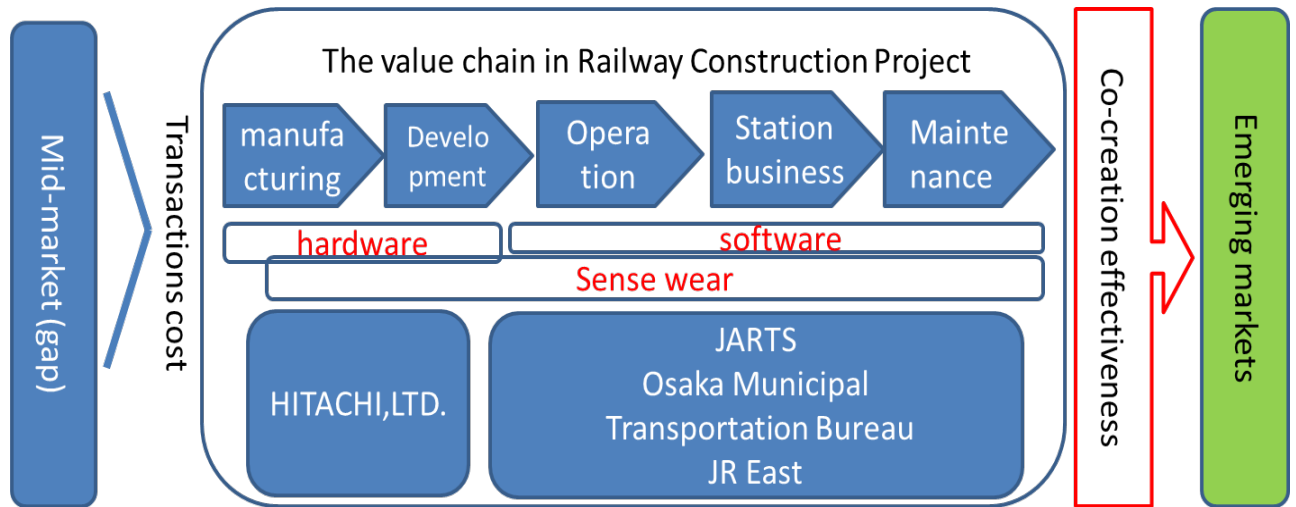 Mid-market (gap)
Transactions cost
The value chain in Railway Construction Project
manufa
cturing
Develo
pment
Opera
tion
Station
business
Mainte
nance
hardware
software
Sense wear
HITACHI,LTD.
JARTS
Osaka Municipal
Transportation Bureau
JR East
Co-creation effectiveness
Emerging markets